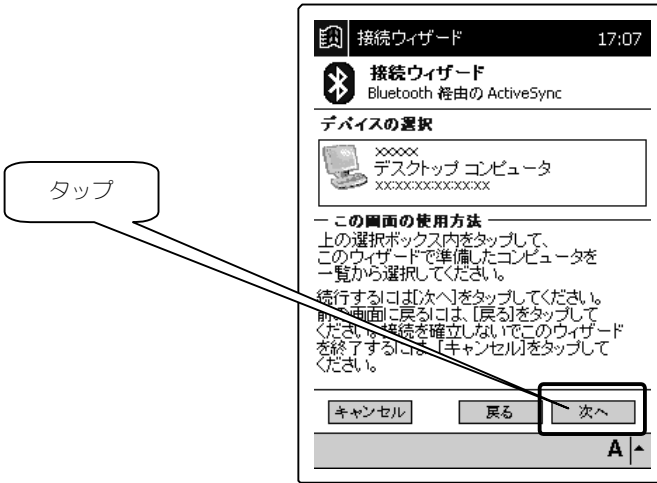 接続ウィザード 17:07
接続ウィザード
Bluetooth 経由の ActiveSync
デバイスの選択
xxxxx
デスクトップ コンピュータ
xx:xx:xx:xx:xx:xx
タップ
この画面の使用方法
上の選択ボックス内をタップして、
このウィザードで準備したコンピュータを
一覧から選択してください。
続行するには[次へ]をタップしてください。
前の画面に戻るには、[戻る]をタップして
ください。接続を確立しないでこのウィザード
を終了するには、[キャンセル]をタップして
ください。
キャンセル 戻る 次へ
A